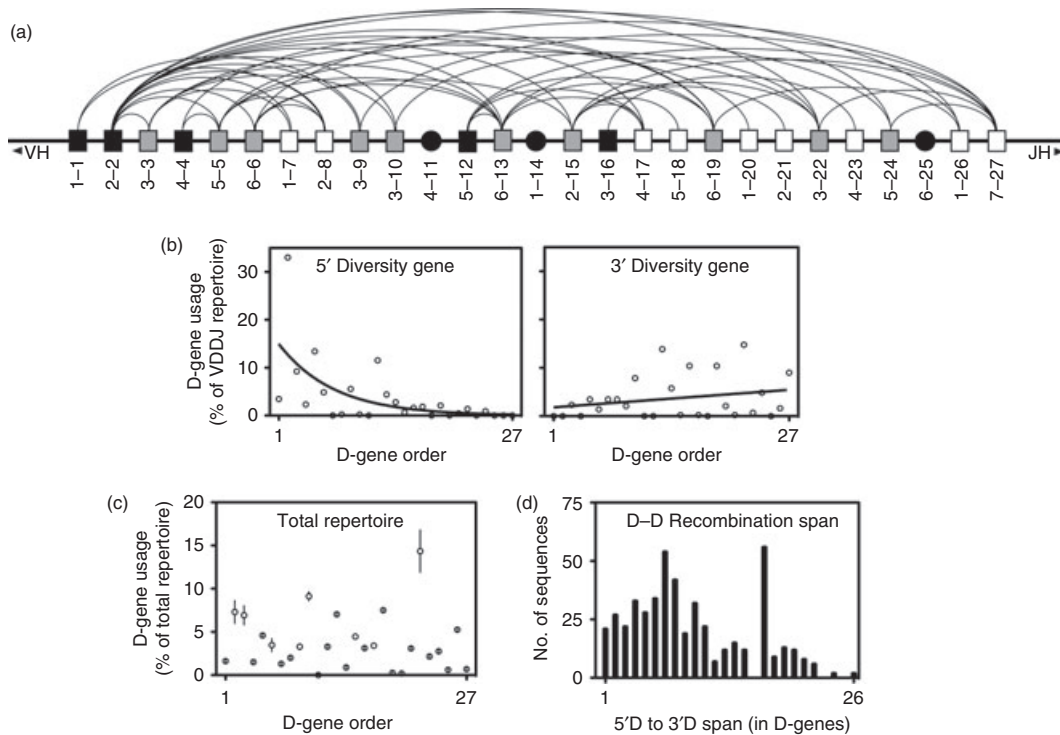 (a)
VH
JH
1–1
2–2
3–3
4–4
5–5
6–6
1–7
2–8
3–9
3–10
4–11
5–12
6–13
1–14
2–15
3–16
4–17
5–18
6–19
1–20
2–21
3–22
4–23
5–24
6–25
1–26
7–27
(b)
D-gene usage
(% of VDDJ repertoire)
30
20
10
0
5′ Diversity gene
1
27
D-gene order
3′ Diversity gene
1
27
D-gene order
(c)
D-gene usage
(% of total repertoire)
20
15
10
5
0
Total repertoire
1
27
D-gene order
(d)
No. of sequences
75
50
25
0
D–D Recombination span
1
26
5′D to 3′D span (in D-genes)